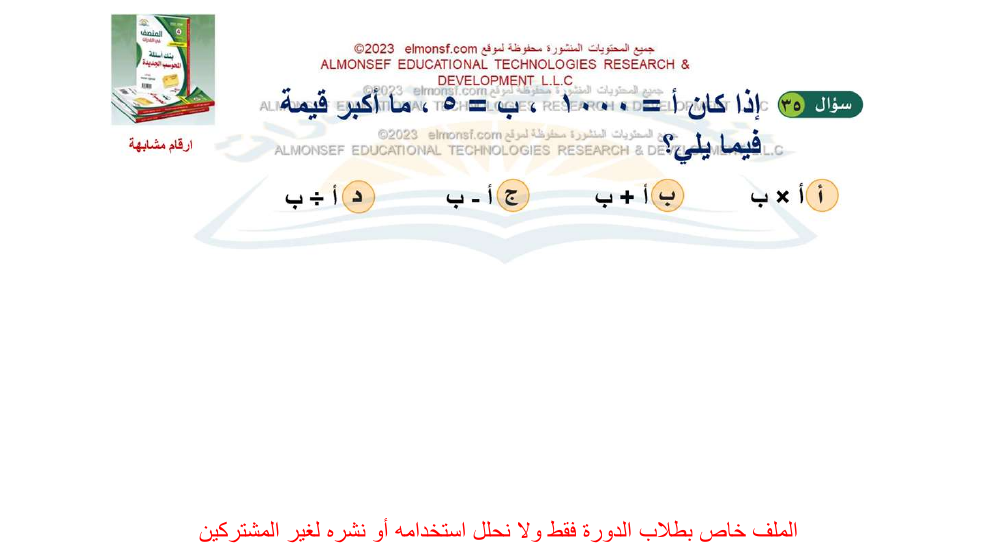 جميع المحتويات المنشورة محفوظة لموقع elmonsf.com ©2023
ALMONSEF EDUCATIONAL TECHNOLOGIES RESEARCH &
DEVELOPMENT L.L.C
سؤال ٣٥
إذا كان أ = ١٠٠٠٠ ، ب = ٥ ، ما أكبر قيمة
فيما يلي؟
جميع المحتويات المنشورة محفوظة لموقع elmonsf.com ©2023
ALMONSEF EDUCATIONAL TECHNOLOGIES RESEARCH & DEVELOPMENT L.L.C
جميع المحتويات المنشورة محفوظة لموقع elmonsf.com ©2023
ALMONSEF EDUCATIONAL TECHNOLOGIES RESEARCH & DEVELOPMENT L.L.C
ارقام مشابهة
أ أ × ب ب أ + ب ج أ - ب د أ ÷ ب
المنصف
بنك أسئلة
المحوسب الجديدة
الملف خاص بطلاب الدورة فقط ولا نحلل استخدامه أو نشره لغير المشتركين